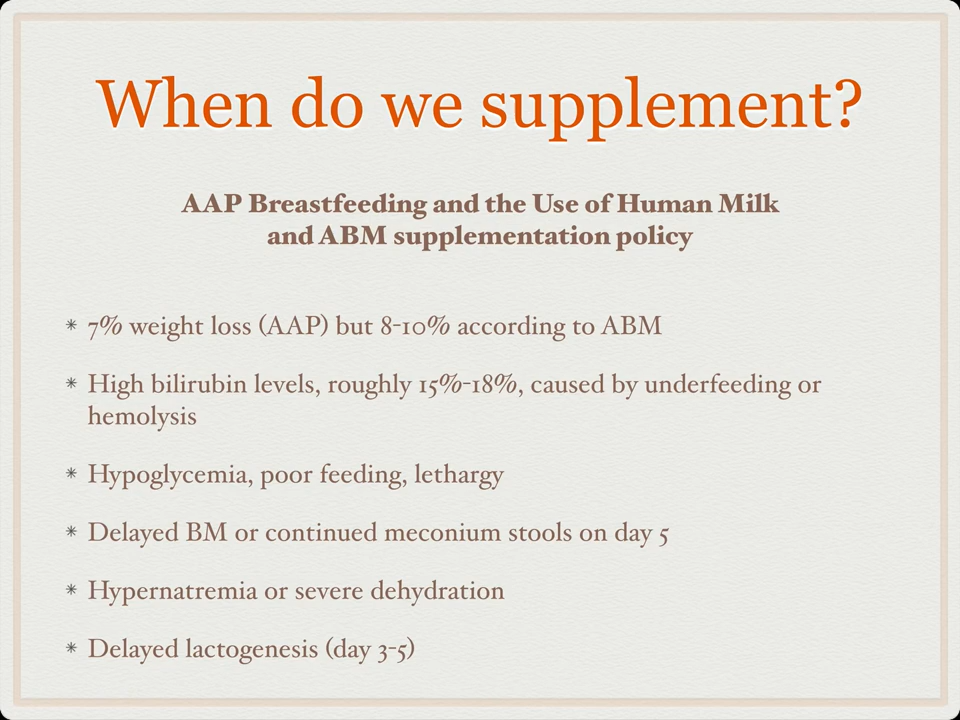 When do we supplement?
AAP Breastfeeding and the Use of Human Milk
and ABM supplementation policy
* 7% weight loss (AAP) but 8-10% according to ABM
* High bilirubin levels, roughly 15%-18%, caused by underfeeding or
hemolysis
* Hypoglycemia, poor feeding, lethargy
* Delayed BM or continued meconium stools on day 5
* Hypernatremia or severe dehydration
* Delayed lactogenesis (day 3-5)